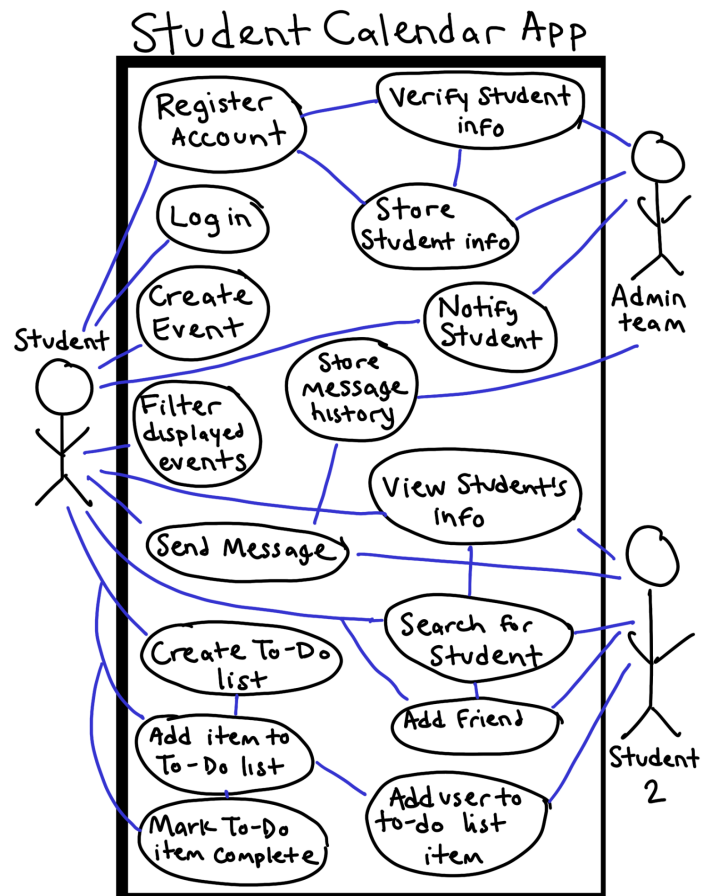 Student Calendar App
Register
Account
Verify Student
info
Log in
Store
Student info
Admin
team
Create
Event
Notify
Student
Student
Store
message
history
Filter
displayed
events
View Student's
info
Send Message
Search for
Student
Create To-Do
list
Add Friend
Add item to
To-Do list
Student
2
Add user to
to-do list
item
Mark To-Do
item complete